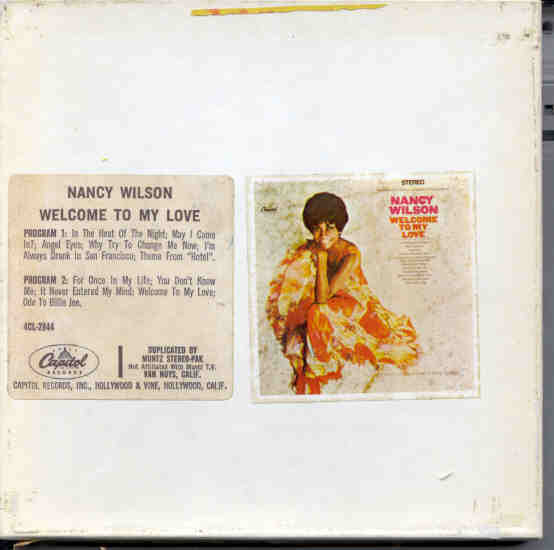 NANCY WILSON
WELCOME TO MY LOVE
PROGRAM 1: In The Heat Of The Night; May I Come
In?; Angel Eyes; Why Try To Change Me Now; I'm
Always Drunk In San Francisco; Theme From "Hotel".
PROGRAM 2: For Once In My Life; You Don't Know
Me; It Never Entered My Mind; Welcome To My Love;
Ode To Billie Joe.
4CL-2844
Capitol
RECORDS
DUPLICATED BY
MUNTZ STEREO-PAK
Not Affiliated With Muntz T.V.
VAN NUYS, CALIF.
CAPITOL RECORDS, INC., HOLLYWOOD & VINE, HOLLYWOOD, CALIF.
STEREO
Capitol
NANCY
WILSON
WELCOME
TO MY
LOVE